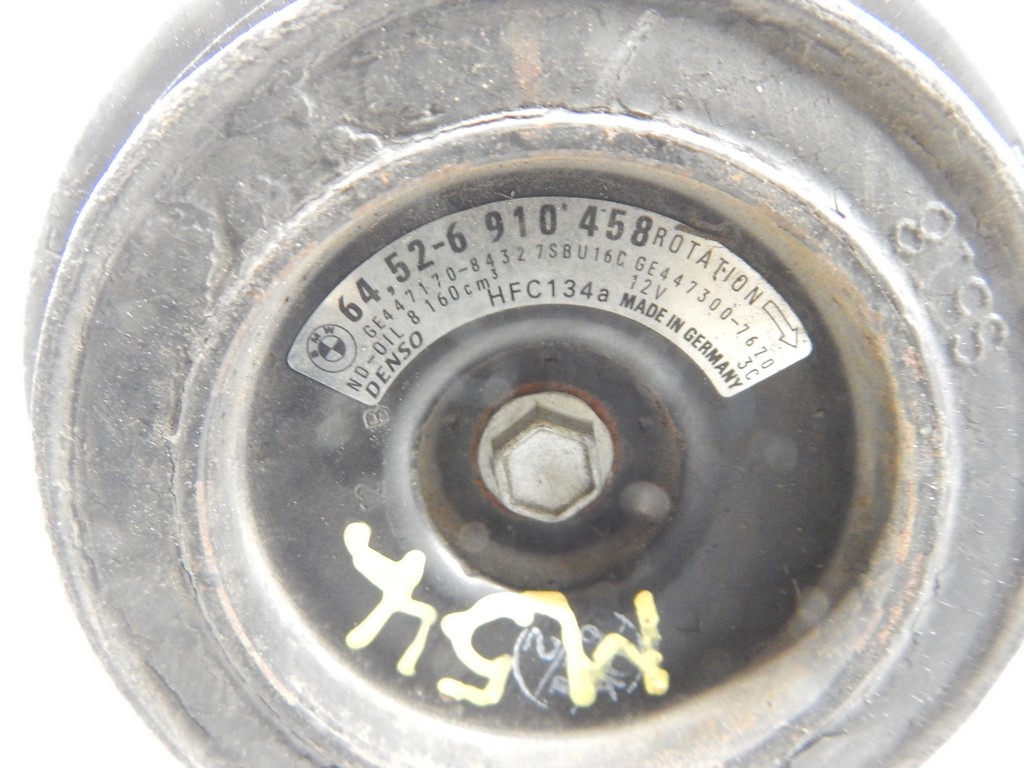 64.52-6 910 458 ROTATION
BMW
GE447170-8432 7SBU16C GE447300-7670
ND-OIL 8 160cm³ 12V 3C
DENSO HFC134a MADE IN GERMANY
M54